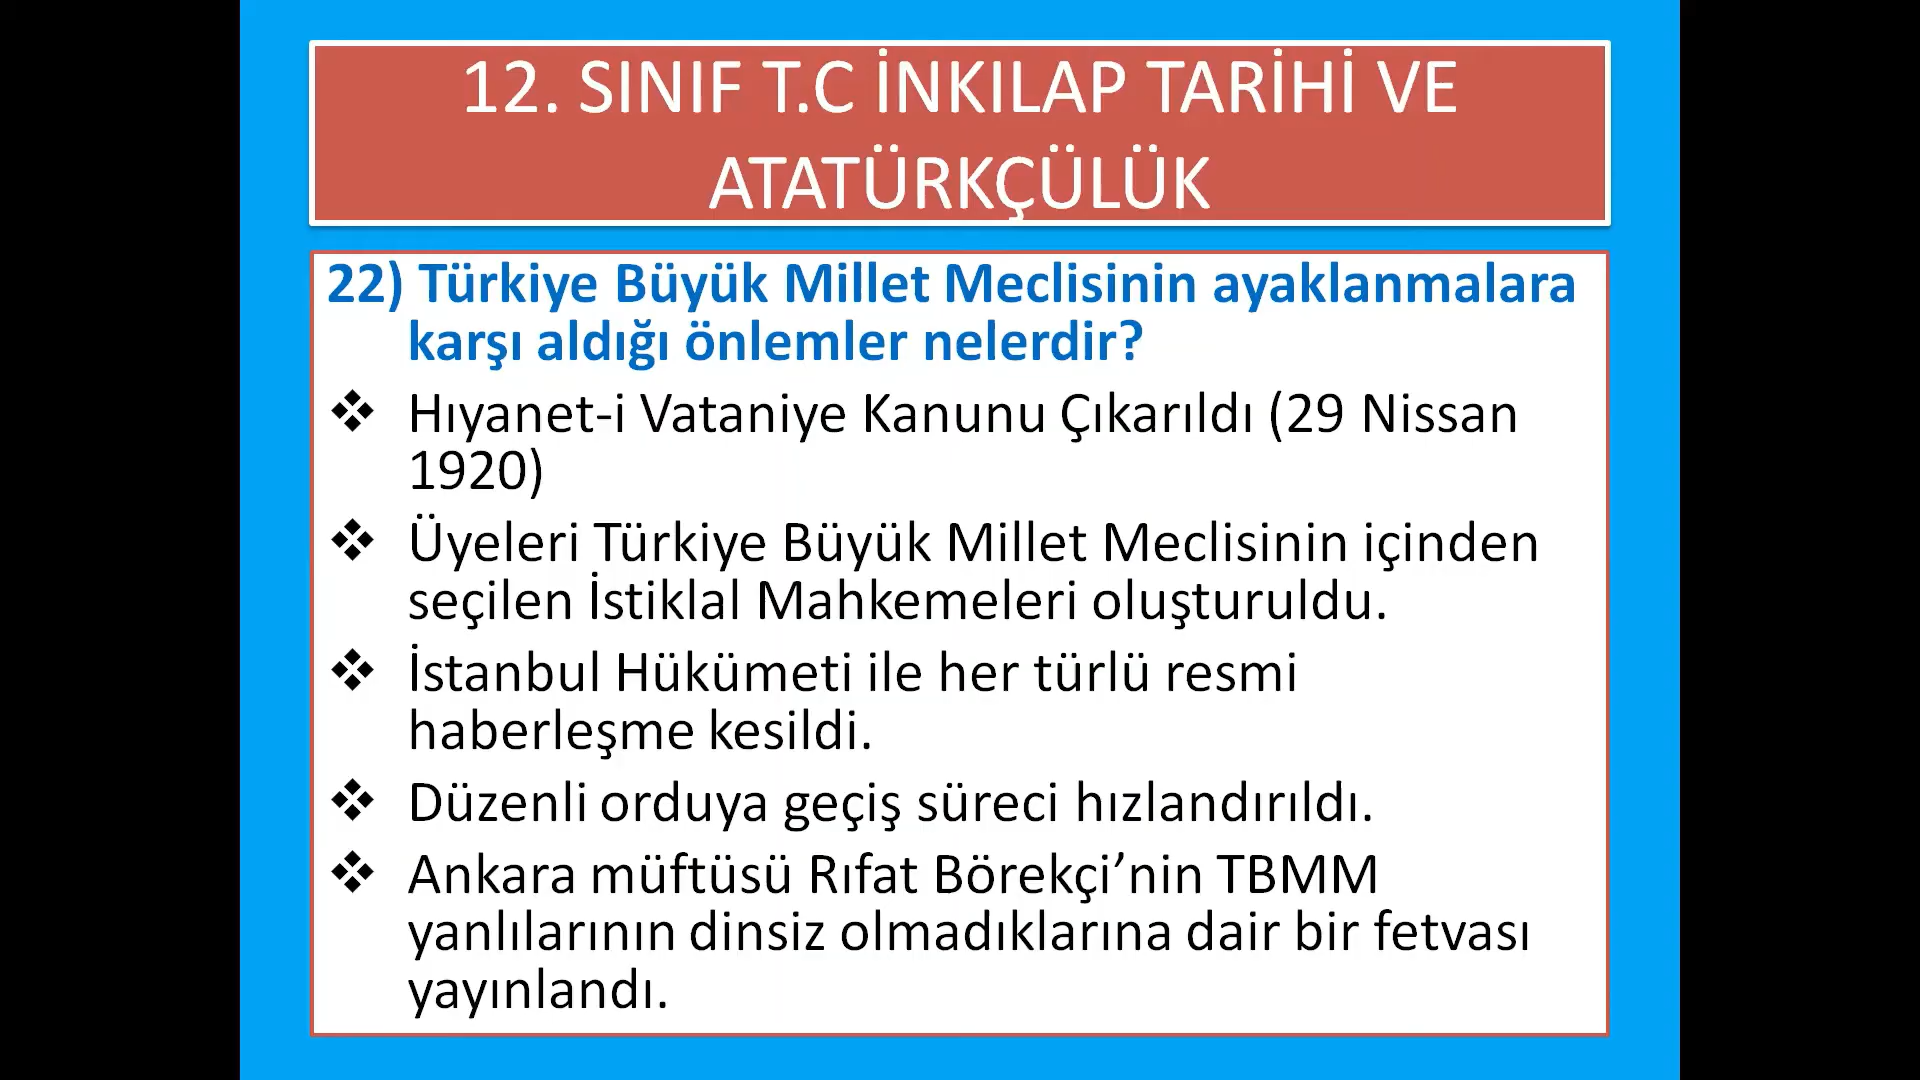 12. SINIF T.C İNKILAP TARİHİ VE
ATATÜRKÇÜLÜK
22) Türkiye Büyük Millet Meclisinin ayaklanmalara
karşı aldığı önlemler nelerdir?
❖ Hıyanet-i Vataniye Kanunu Çıkarıldı (29 Nissan
1920)
❖ Üyeleri Türkiye Büyük Millet Meclisinin içinden
seçilen İstiklal Mahkemeleri oluşturuldu.
❖ İstanbul Hükümeti ile her türlü resmi
haberleşme kesildi.
❖ Düzenli orduya geçiş süreci hızlandırıldı.
❖ Ankara müftüsü Rıfat Börekçi’nin TBMM
yanlılarının dinsiz olmadıklarına dair bir fetvası
yayınlandı.